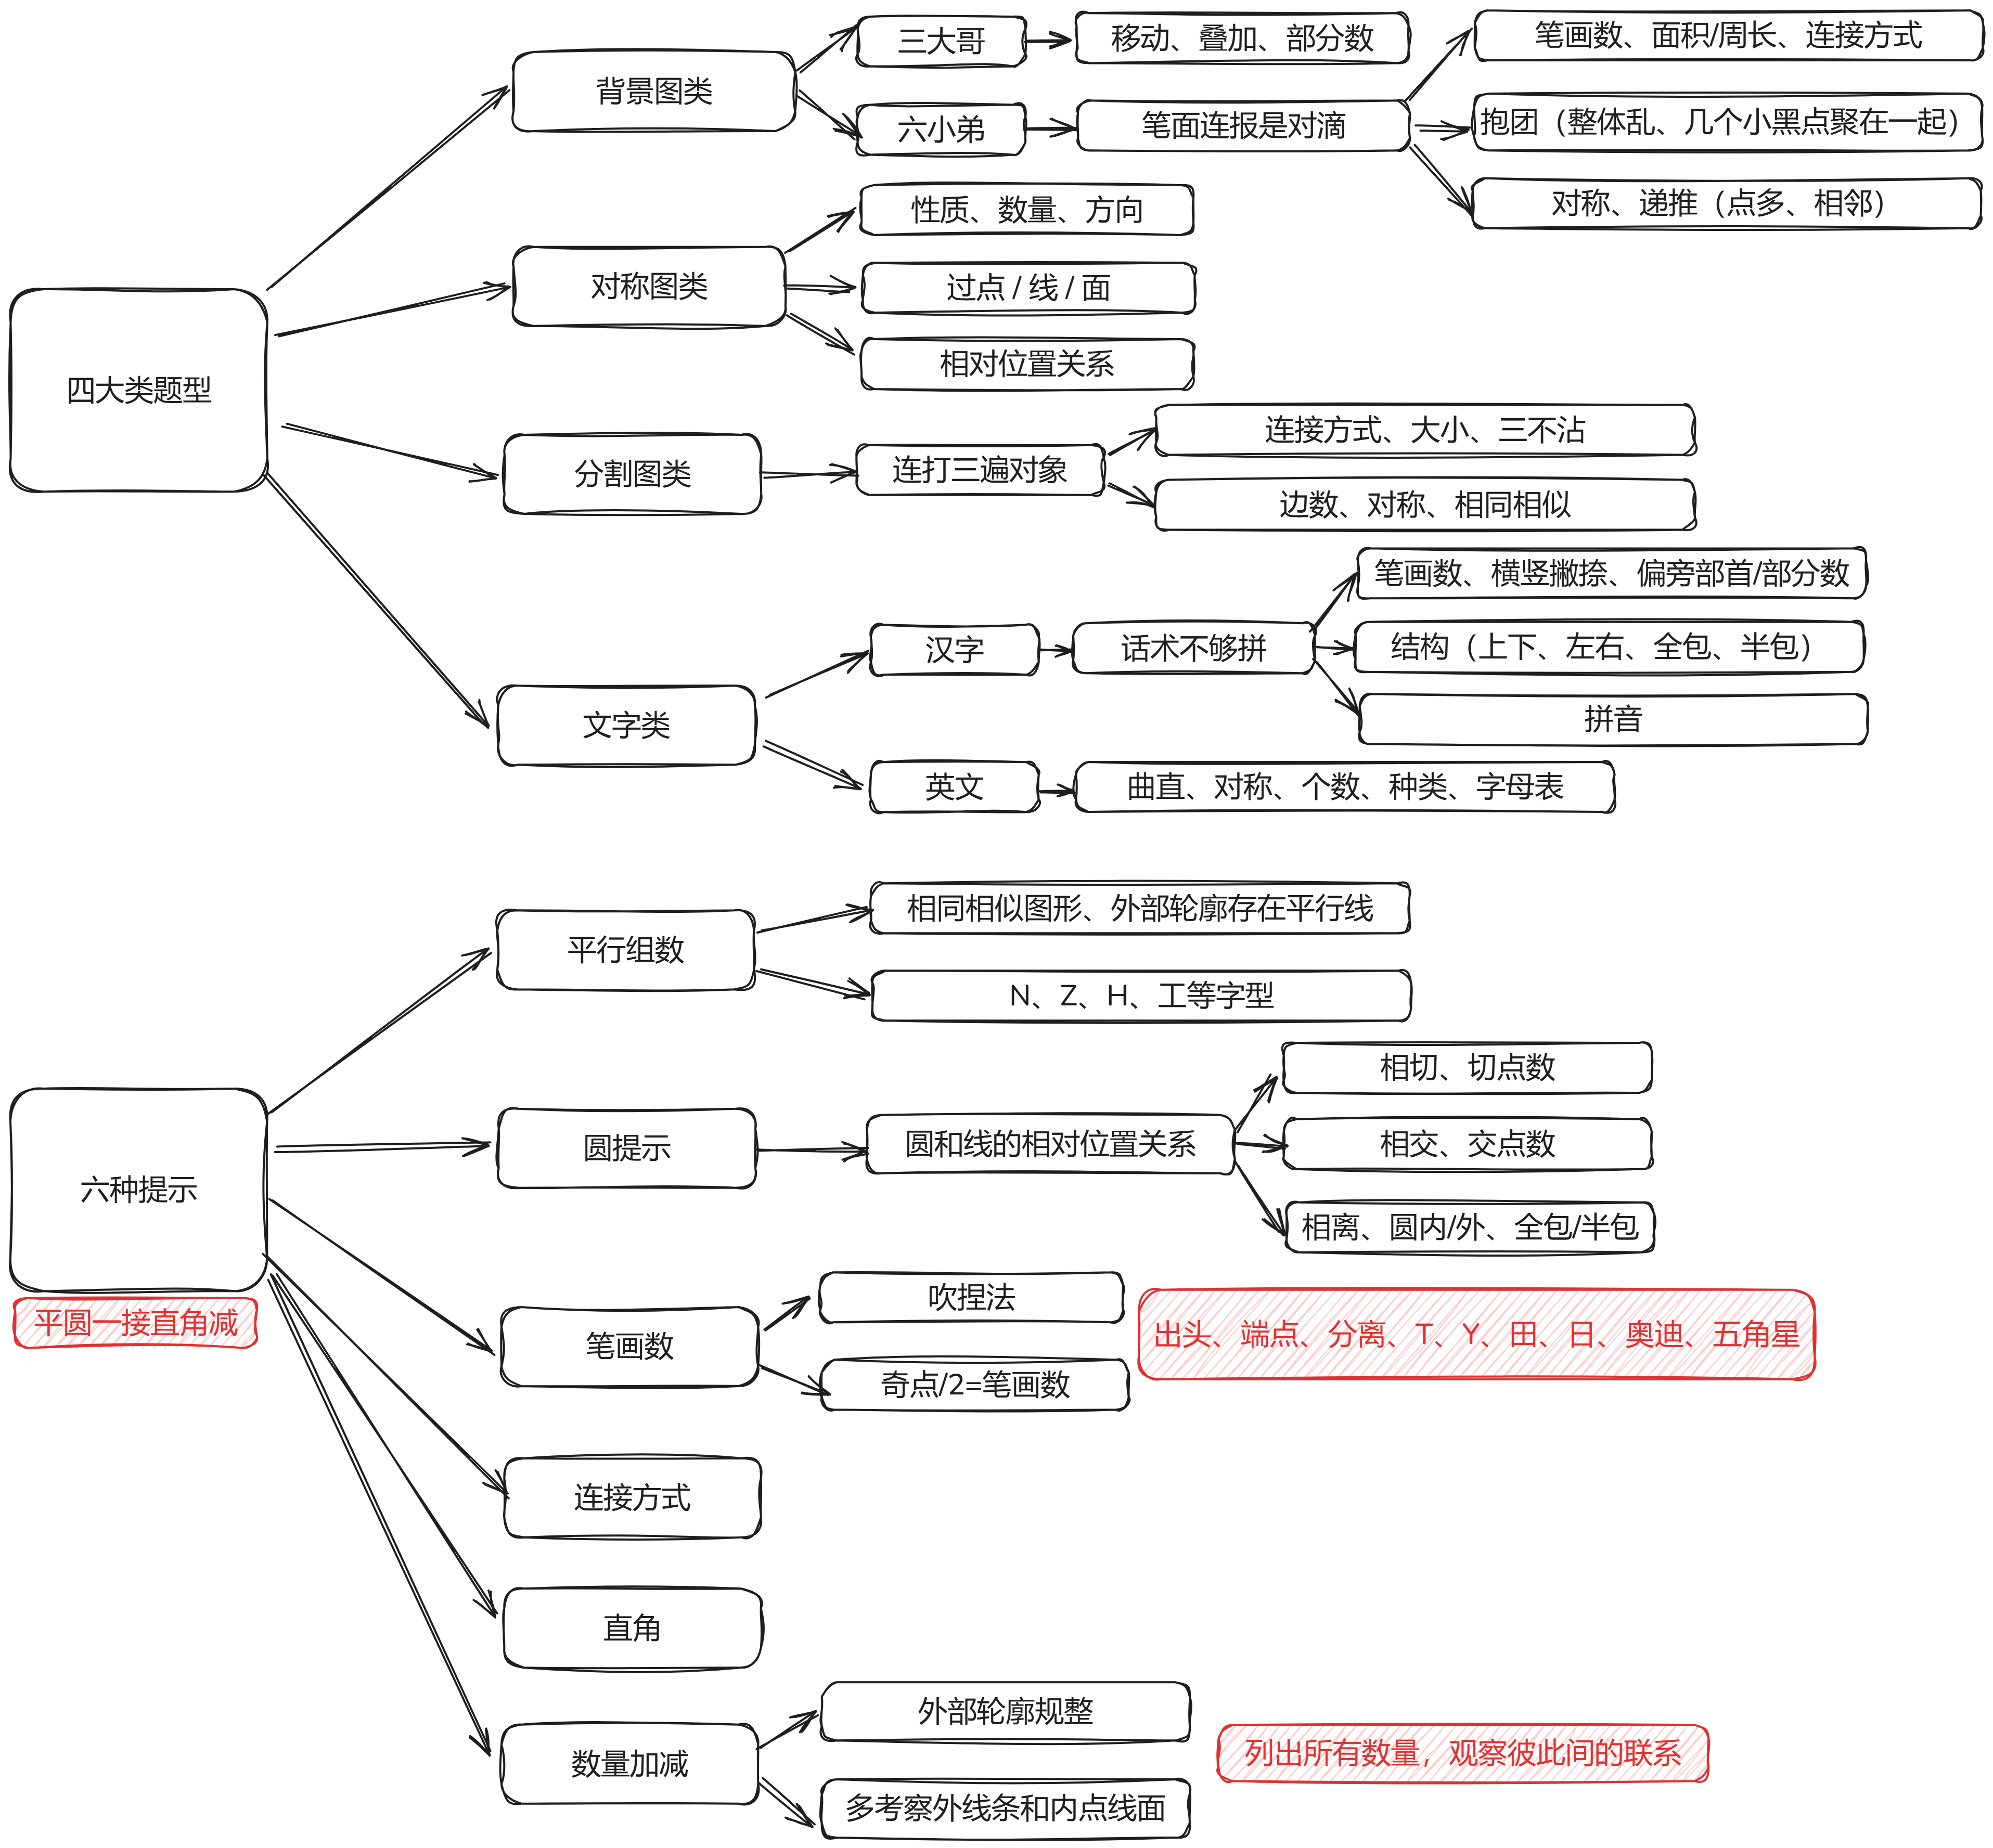 四大类题型
背景图类
三大哥
移动、叠加、部分数
六小弟
笔面连报是对滴
笔画数、面积/周长、连接方式
抱团（整体乱、几个小黑点聚在一起）
对称、递推（点多、相邻）
对称图类
性质、数量、方向
过点 / 线 / 面
相对位置关系
分割图类
连打三遍对象
连接方式、大小、三不沾
边数、对称、相同相似
文字类
汉字
话术不够拼
笔画数、横竖撇捺、偏旁部首/部分数
结构（上下、左右、全包、半包）
拼音
英文
曲直、对称、个数、种类、字母表
六种提示
平圆一接直角减
平行组数
相同相似图形、外部轮廓存在平行线
N、Z、H、工等字型
圆提示
圆和线的相对位置关系
相切、切点数
相交、交点数
相离、圆内/外、全包/半包
笔画数
吹捏法
奇点/2=笔画数
出头、端点、分离、T、Y、田、日、奥迪、五角星
连接方式
直角
数量加减
外部轮廓规整
多考察外线条和内点线面
列出所有数量，观察彼此间的联系